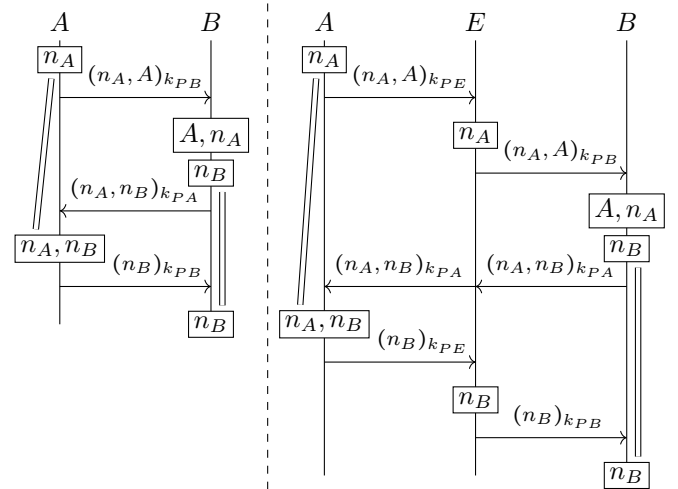 A B
n_A
(n_A, A)_{k_{PB}}
A, n_A
n_B
(n_A, n_B)_{k_{PA}}
n_A, n_B
(n_B)_{k_{PB}}
n_B
A E B
n_A
(n_A, A)_{k_{PE}}
n_A
(n_A, A)_{k_{PB}}
A, n_A
n_B
(n_A, n_B)_{k_{PA}} (n_A, n_B)_{k_{PA}}
n_A, n_B
(n_B)_{k_{PE}}
n_B
(n_B)_{k_{PB}}
n_B